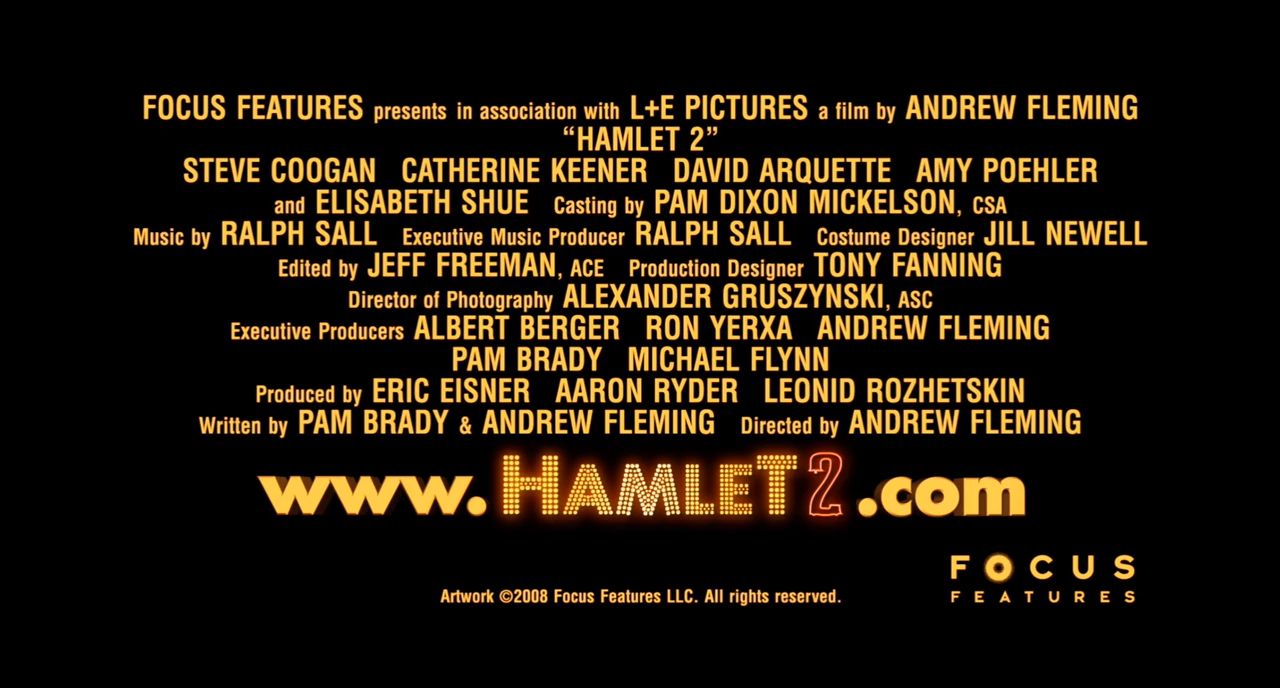 FOCUS FEATURES presents in association with L+E PICTURES a film by ANDREW FLEMING
“HAMLET 2”
STEVE COOGAN CATHERINE KEENER DAVID ARQUETTE AMY POEHLER
and ELISABETH SHUE Casting by PAM DIXON MICKELSON, CSA
Music by RALPH SALL Executive Music Producer RALPH SALL Costume Designer JILL NEWELL
Edited by JEFF FREEMAN, ACE Production Designer TONY FANNING
Director of Photography ALEXANDER GRUSZYNSKI, ASC
Executive Producers ALBERT BERGER RON YERXA ANDREW FLEMING
PAM BRADY MICHAEL FLYNN
Produced by ERIC EISNER AARON RYDER LEONID ROZHETSKIN
Written by PAM BRADY & ANDREW FLEMING Directed by ANDREW FLEMING
www.HAMLET2.com
FOCUS
FEATURES
Artwork ©2008 Focus Features LLC. All rights reserved.